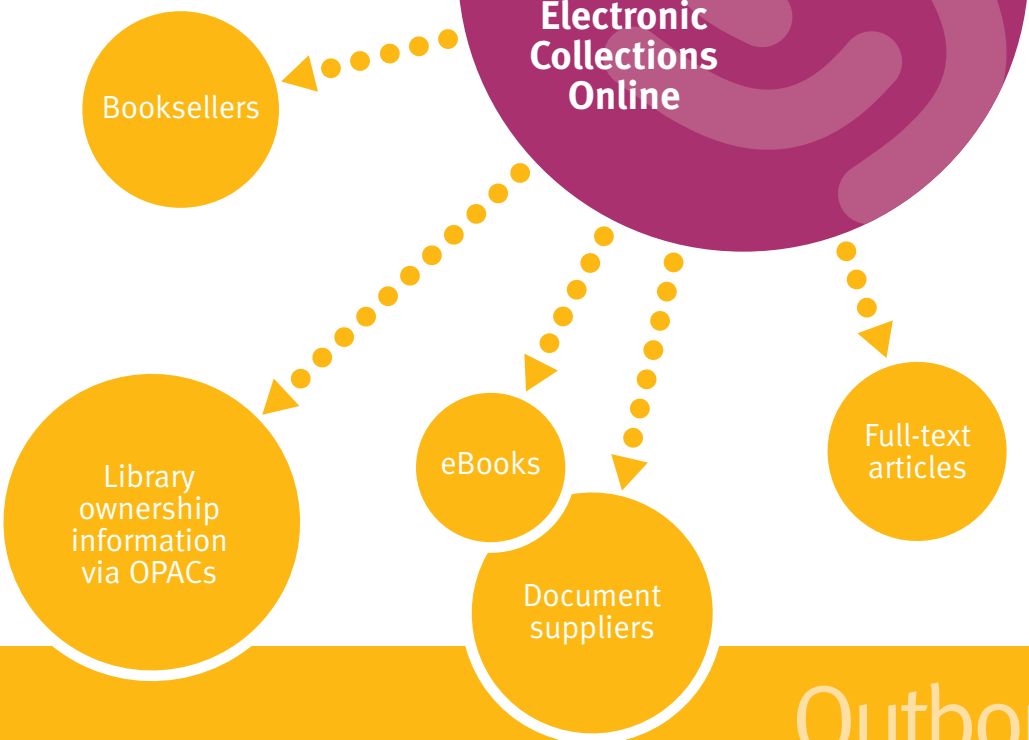 Electronic
Collections
Online
Booksellers
Full-text
articles
eBooks
Library
ownership
information
via OPACs
Document
suppliers